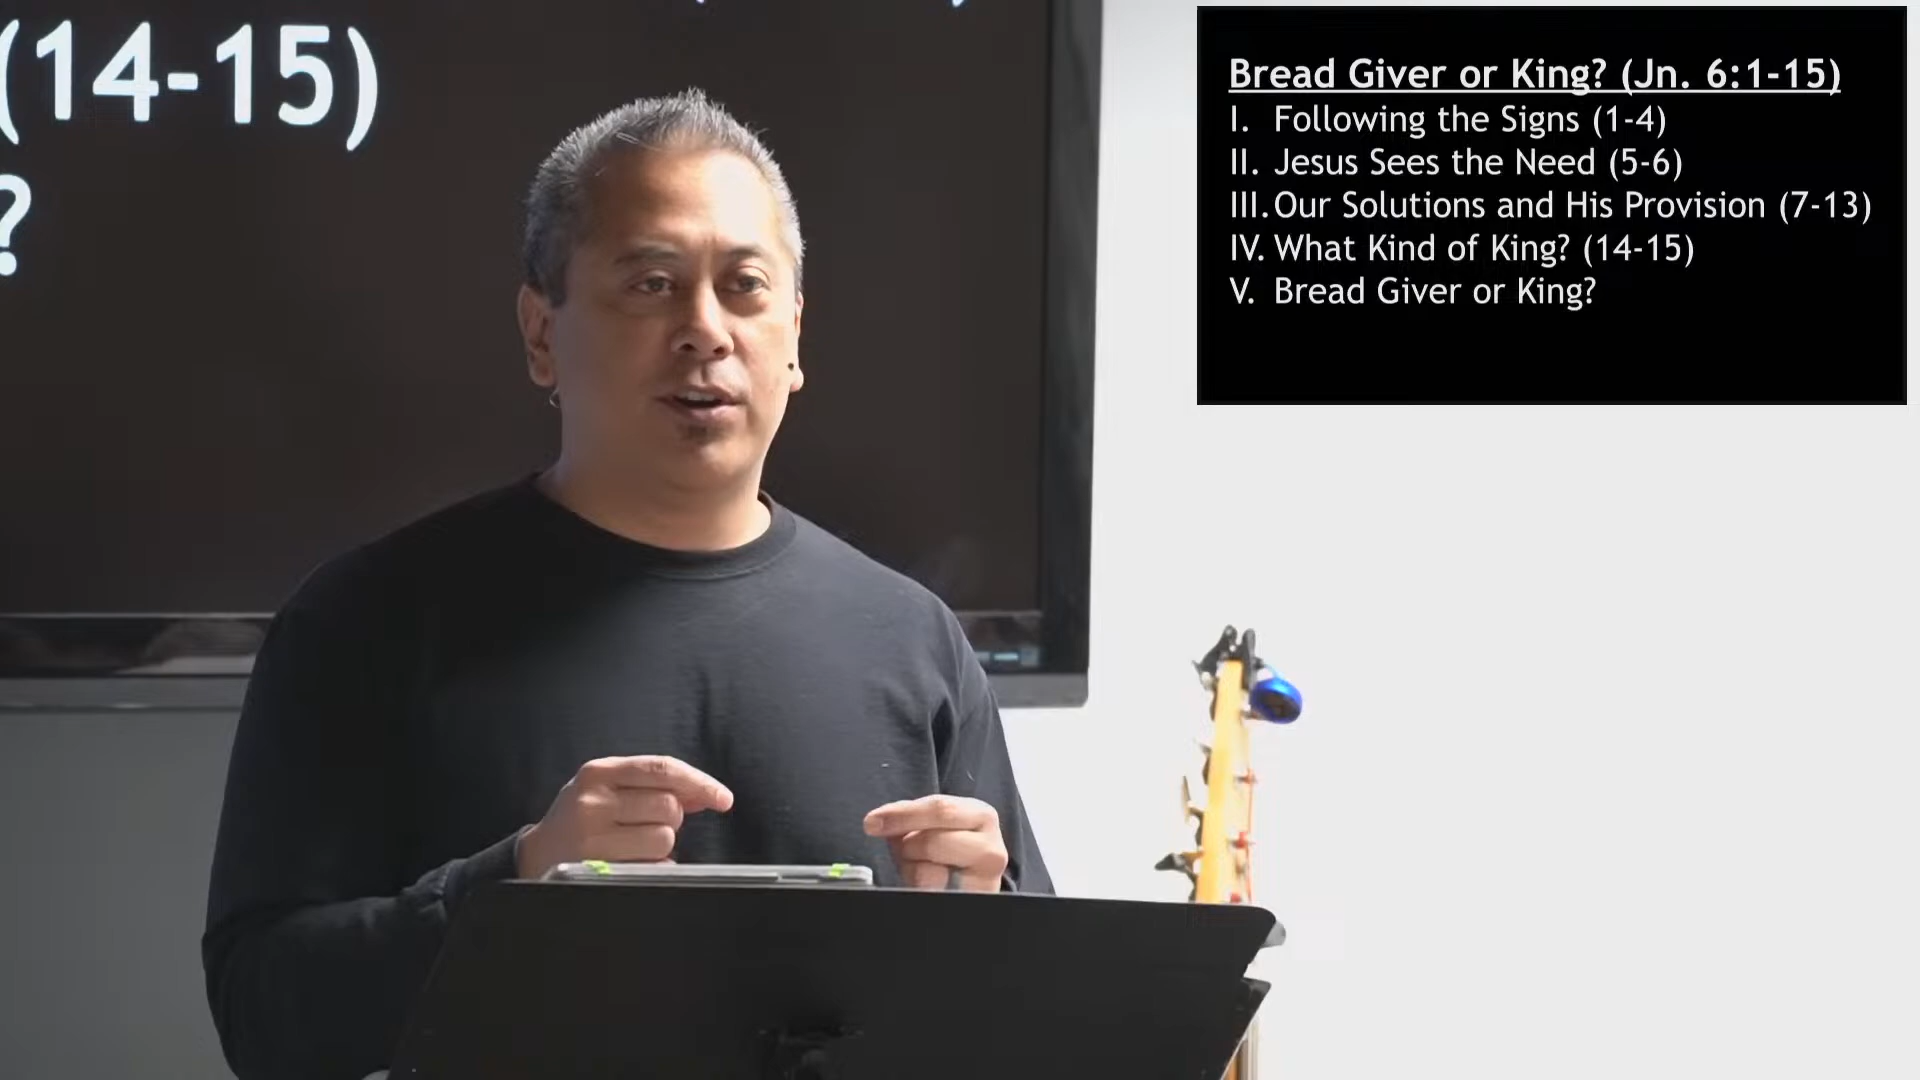 (14-15)
?
Bread Giver or King? (Jn. 6:1-15)
I. Following the Signs (1-4)
II. Jesus Sees the Need (5-6)
III. Our Solutions and His Provision (7-13)
IV. What Kind of King? (14-15)
V. Bread Giver or King?